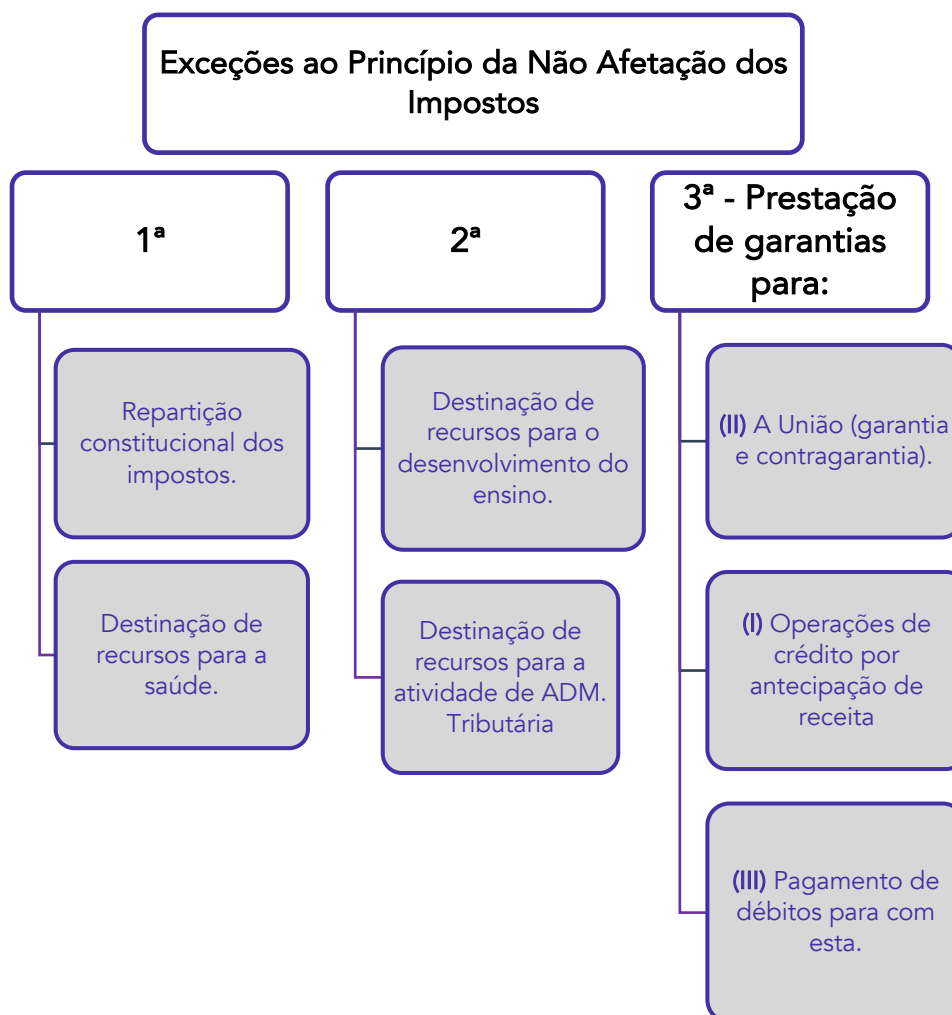 Exceções ao Princípio da Não Afetação dos
Impostos
1ª
Repartição
constitucional dos
impostos.
Destinação de
recursos para a
saúde.
2ª
Destinação de
recursos para o
desenvolvimento do
ensino.
Destinação de
recursos para a
atividade de ADM.
Tributária
3ª - Prestação
de garantias
para:
(II) A União (garantia
e contragarantia).
(I) Operações de
crédito por
antecipação de
receita
(III) Pagamento de
débitos para com
esta.